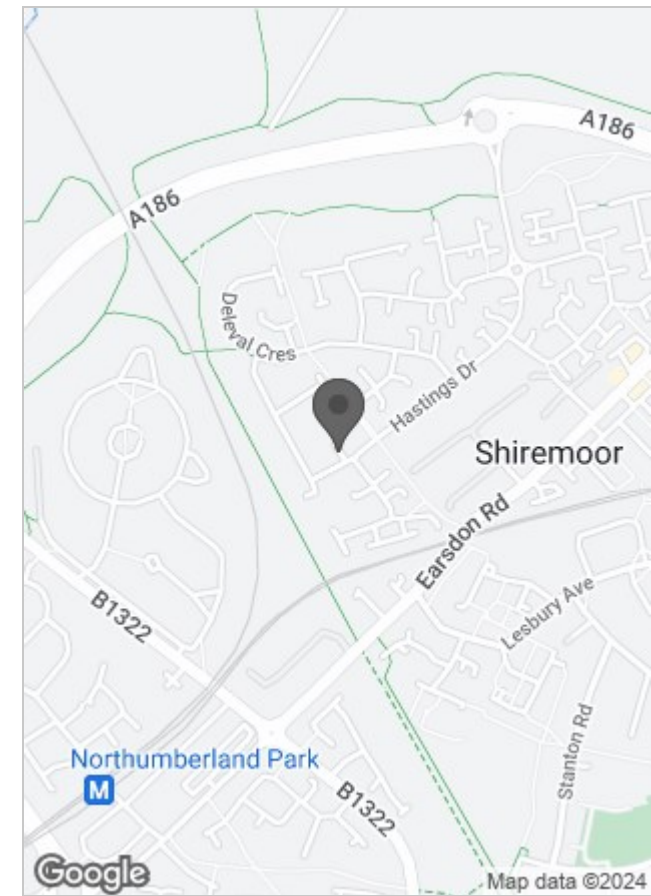 A186
A186
Deleval Cres
Hastings Dr
Shiremoor
Earsdon Rd
Lesbury Ave
B1322
Stanton Rd
Northumberland Park
M
B1322
Google
Map data ©2024